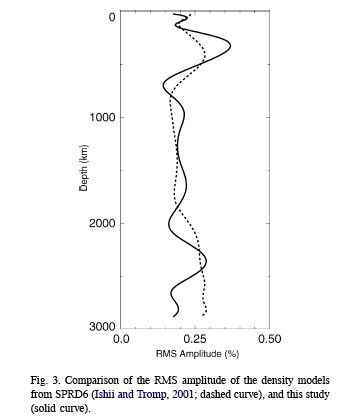 0
1000
2000
3000
Depth (km)
0.0
0.25
0.50
RMS Amplitude (%)
Fig. 3. Comparison of the RMS amplitude of the density models
from SPRD6 (Ishii and Tromp, 2001; dashed curve), and this study
(solid curve).